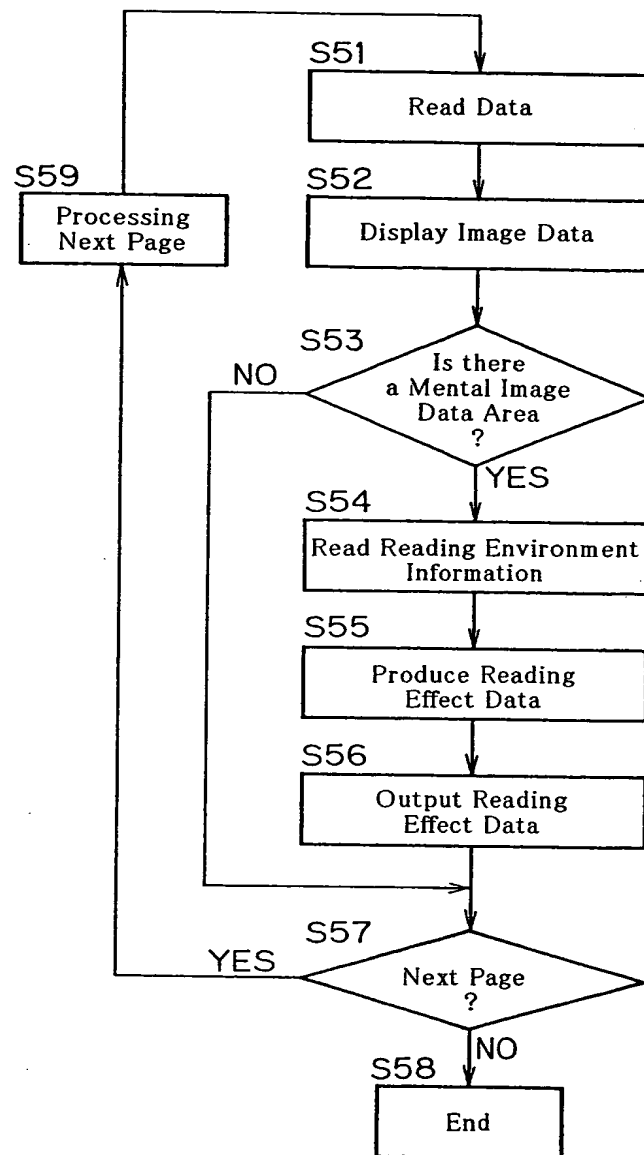 S51
Read Data
S59
Processing
Next Page
S52
Display Image Data
S53
Is there
a Mental Image
Data Area
?
NO
YES
S54
Read Reading Environment
Information
S55
Produce Reading
Effect Data
S56
Output Reading
Effect Data
S57
YES
Next Page
?
NO
S58
End